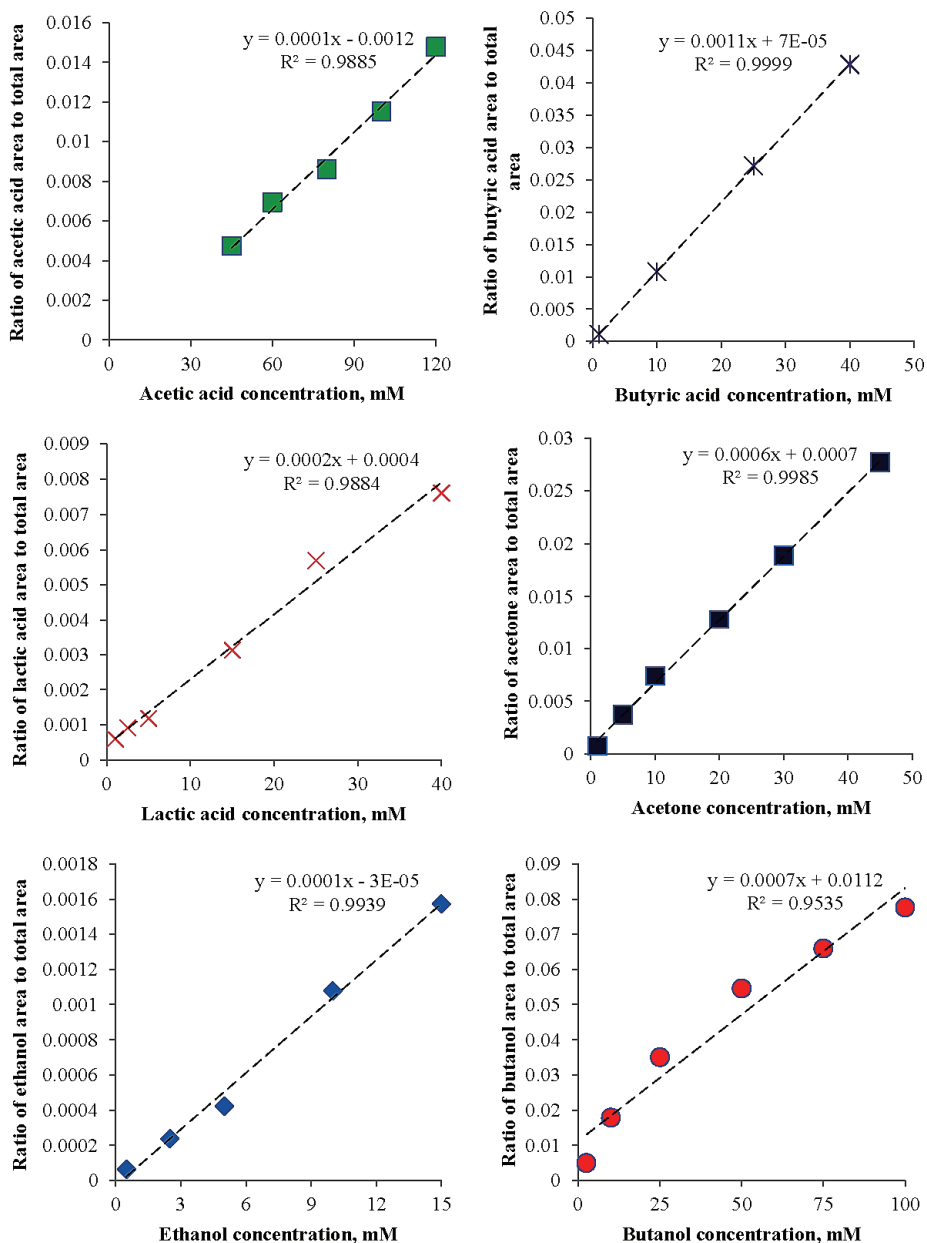 Ratio of acetic acid area to total area
0.016
0.014
0.012
0.01
0.008
0.006
0.004
0.002
0
y = 0.0001x - 0.0012
R² = 0.9885
0 30 60 90 120
Acetic acid concentration, mM
Ratio of butyric acid area to total
area
0.05
0.045
0.04
0.035
0.03
0.025
0.02
0.015
0.01
0.005
0
y = 0.0011x + 7E-05
R² = 0.9999
0 10 20 30 40 50
Butyric acid concentration, mM
Ratio of lactic acid area to total area
0.009
0.008
0.007
0.006
0.005
0.004
0.003
0.002
0.001
0
y = 0.0002x + 0.0004
R² = 0.9884
0 10 20 30 40
Lactic acid concentration, mM
Ratio of acetone area to total area
0.03
0.025
0.02
0.015
0.01
0.005
0
y = 0.0006x + 0.0007
R² = 0.9985
0 10 20 30 40 50
Acetone concentration, mM
Ratio of ethanol area to total area
0.0018
0.0016
0.0014
0.0012
0.001
0.0008
0.0006
0.0004
0.0002
0
y = 0.0001x - 3E-05
R² = 0.9939
0 3 6 9 12 15
Ethanol concentration, mM
Ratio of butanol area to total area
0.09
0.08
0.07
0.06
0.05
0.04
0.03
0.02
0.01
0
y = 0.0007x + 0.0112
R² = 0.9535
0 25 50 75 100
Butanol concentration, mM